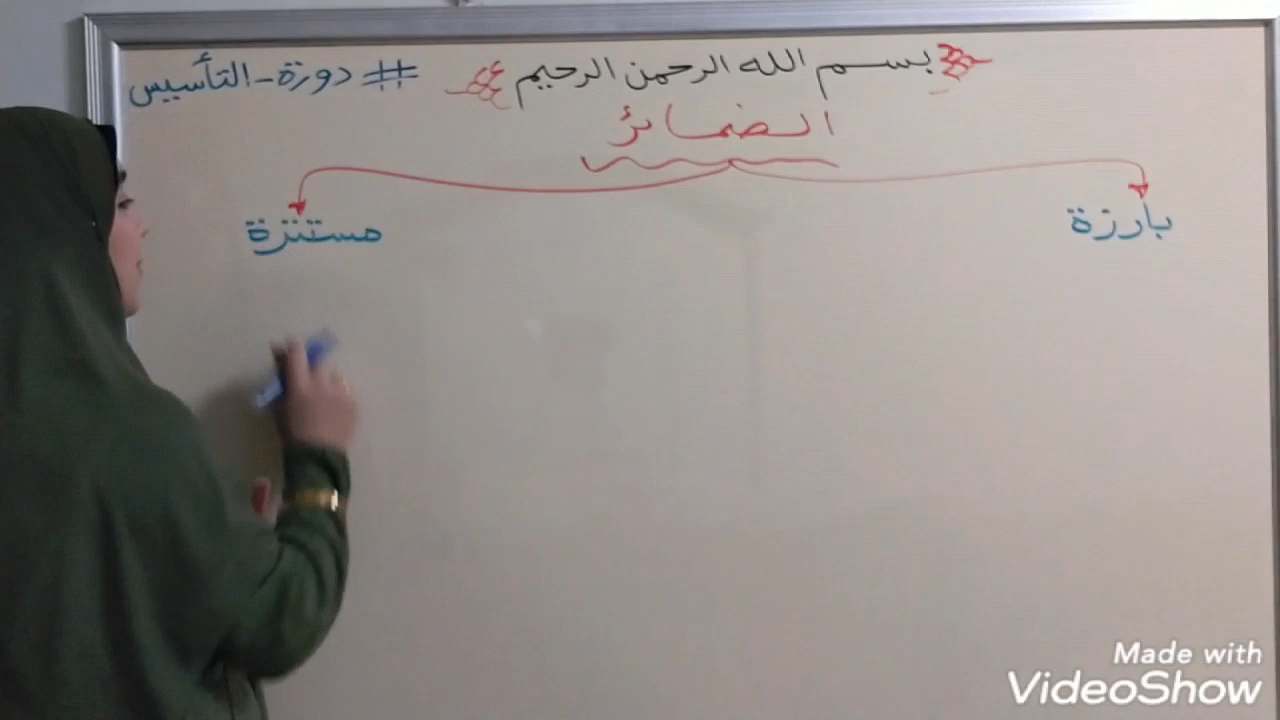 بسم الله الرحمن الرحيم
# دورة-التأسيس
الضمائر
بارزة
مستترة
Made with
VideoShow